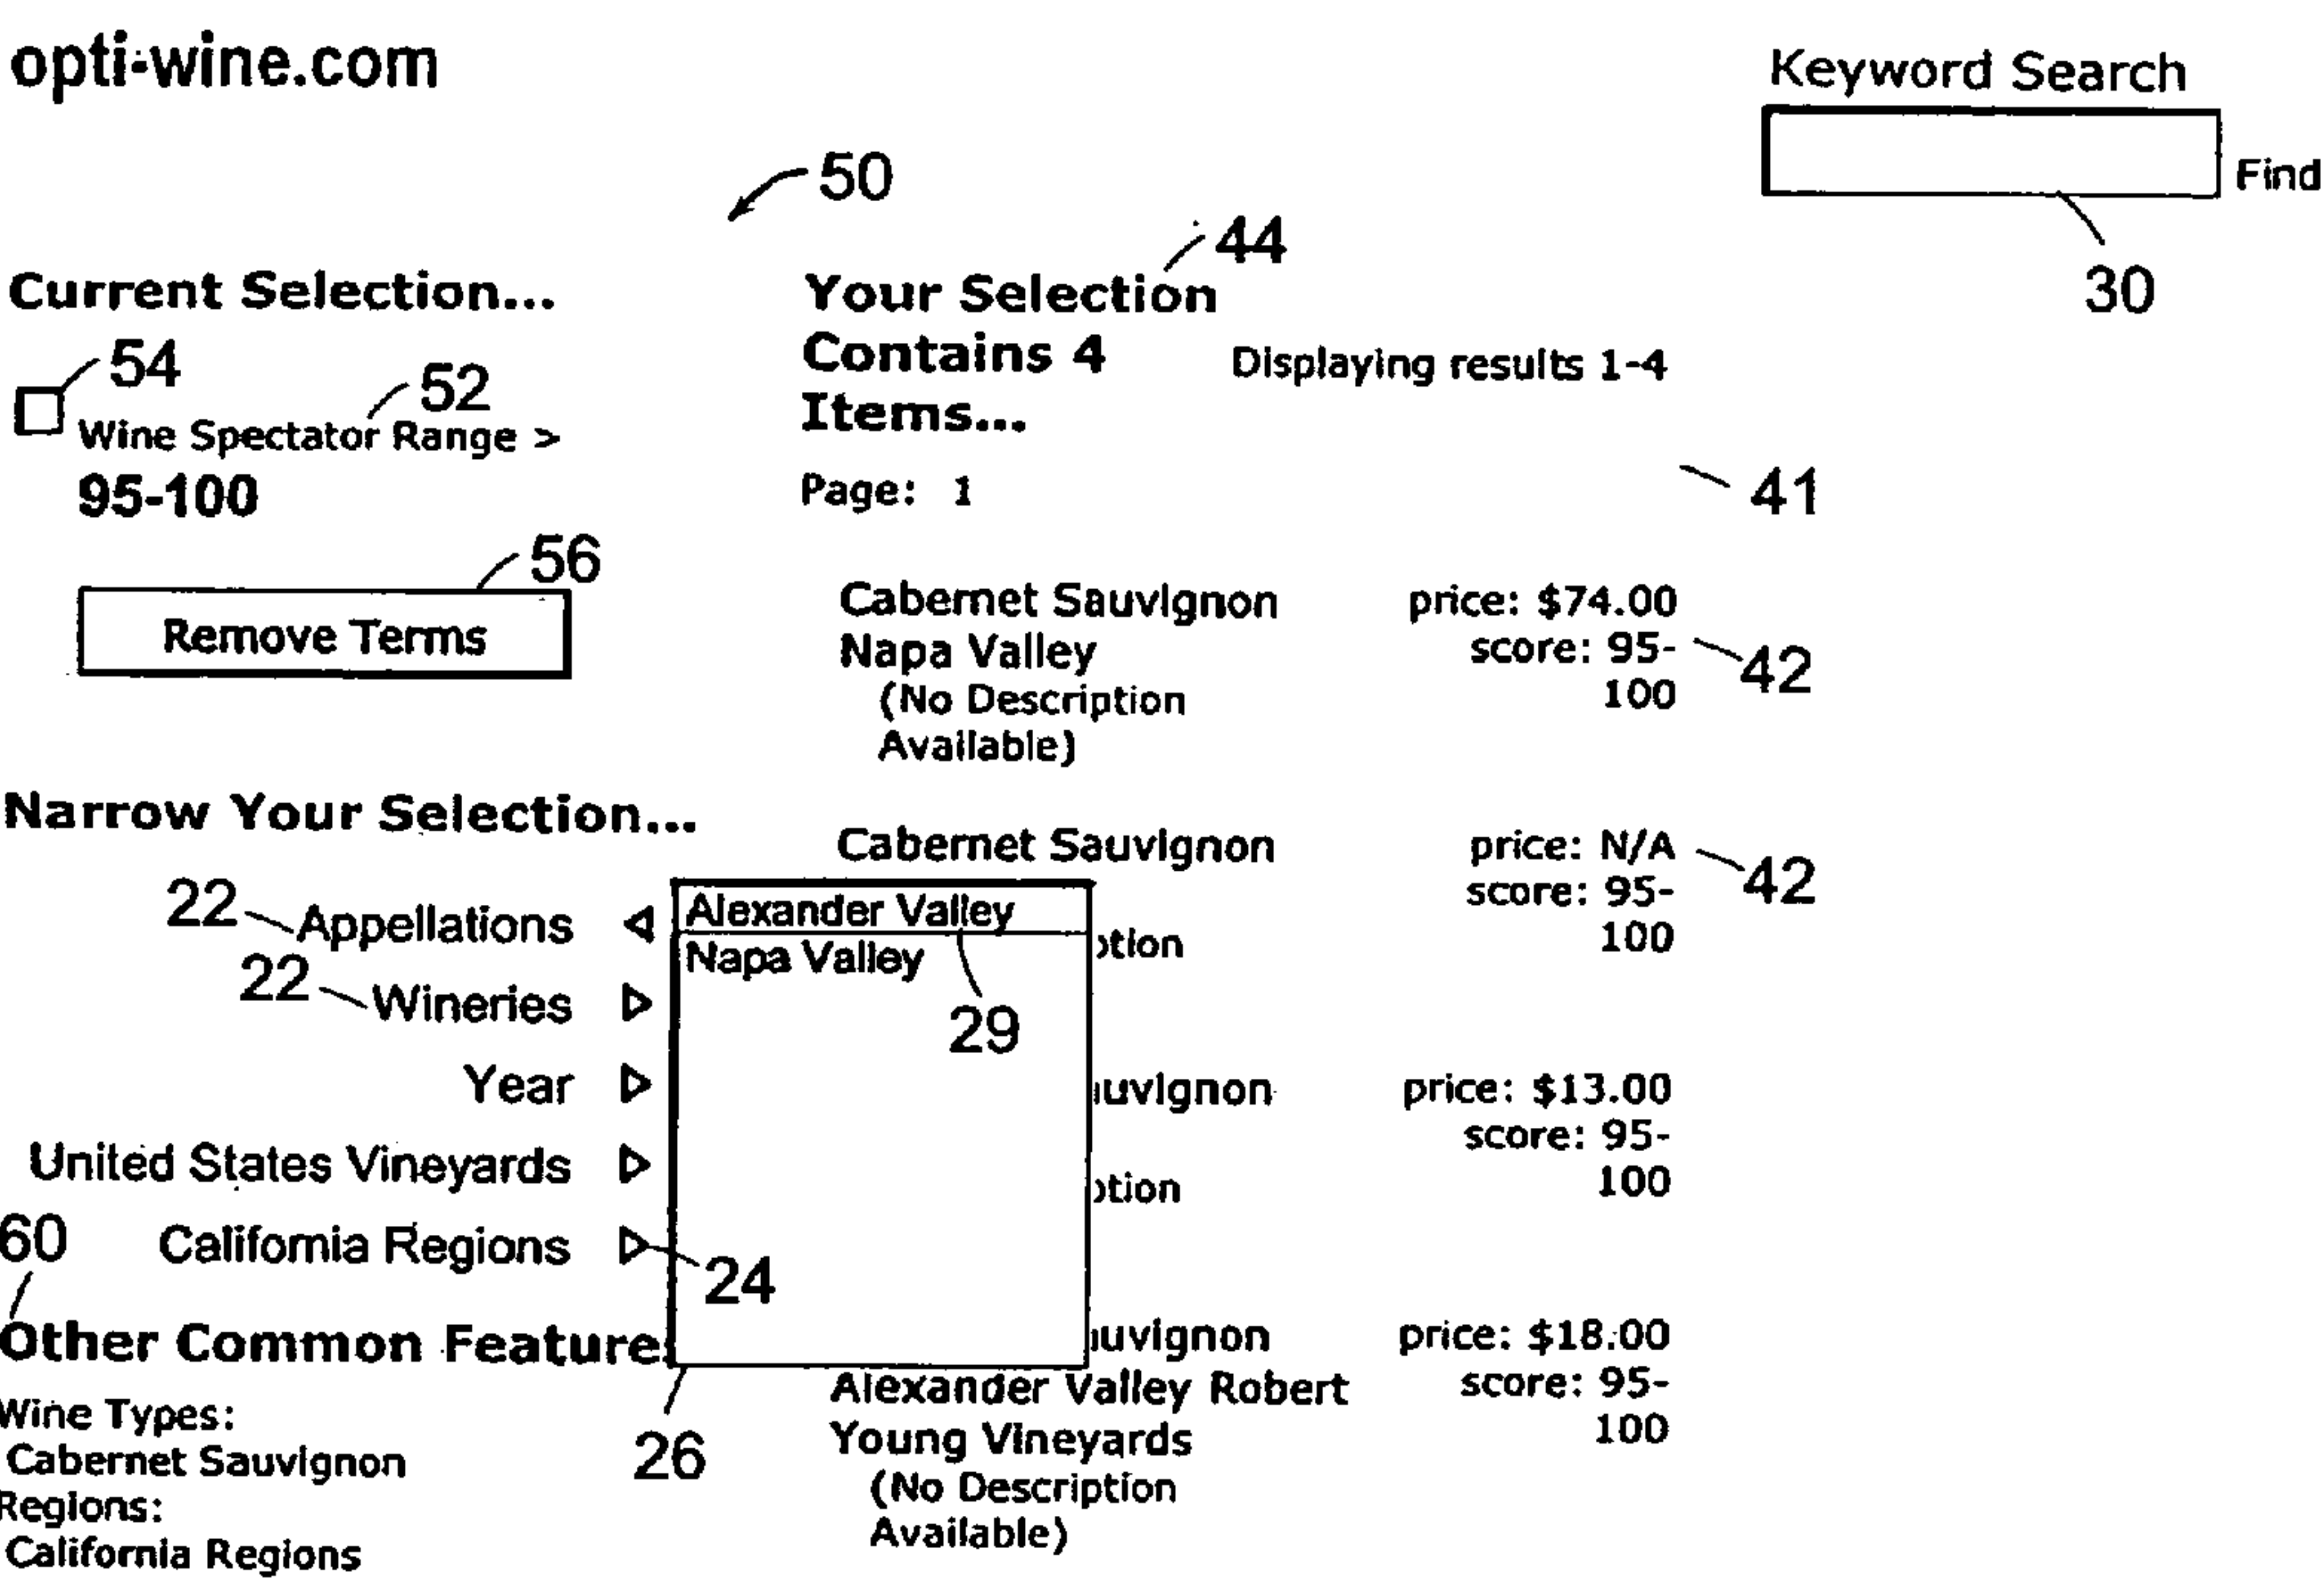 opti-wine.com
Keyword Search
Find
30
50
44
Current Selection...
54
52
Wine Spectator Range >
95-100
56
Remove Terms
Your Selection
Contains 4
Items...
Displaying results 1-4
Page: 1
41
Cabernet Sauvignon
Napa Valley
(No Description
Available)
price: $74.00
score: 95-
100
42
Narrow Your Selection...
22 Appellations
22 Wineries
Year
United States Vineyards
California Regions
24
Alexander Valley
Napa Valley
29
26
Cabernet Sauvignon
price: N/A
score: 95-
100
42
price: $13.00
score: 95-
100
price: $18.00
score: 95-
100
Alexander Valley Robert
Young Vineyards
(No Description
Available)
60
Other Common
Wine Types:
Cabernet Sauvignon
Regions:
California Regions